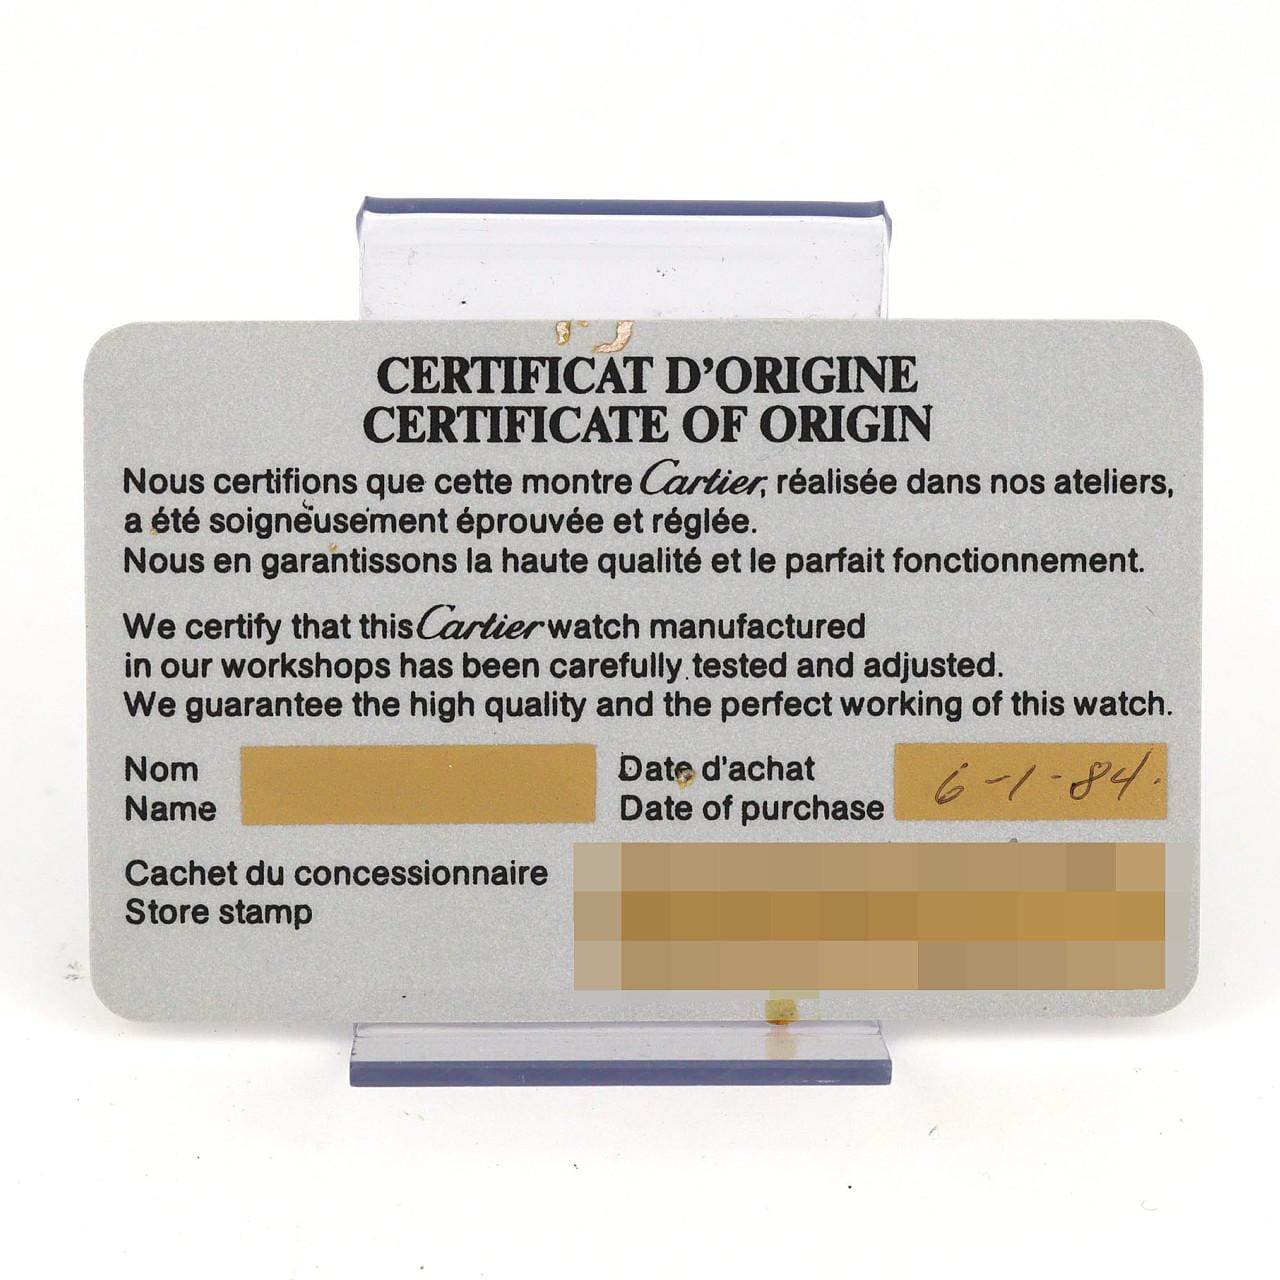 CERTIFICAT D'ORIGINE
CERTIFICATE OF ORIGIN
Nous certifions que cette montre Cartier, réalisée dans nos ateliers,
a été soigneusement éprouvée et réglée.
Nous en garantissons la haute qualité et le parfait fonctionnement.
We certify that this Cartier watch manufactured
in our workshops has been carefully tested and adjusted.
We guarantee the high quality and the perfect working of this watch.
Nom
Name
Date d'achat
Date of purchase
6-1-84.
Cachet du concessionnaire
Store stamp